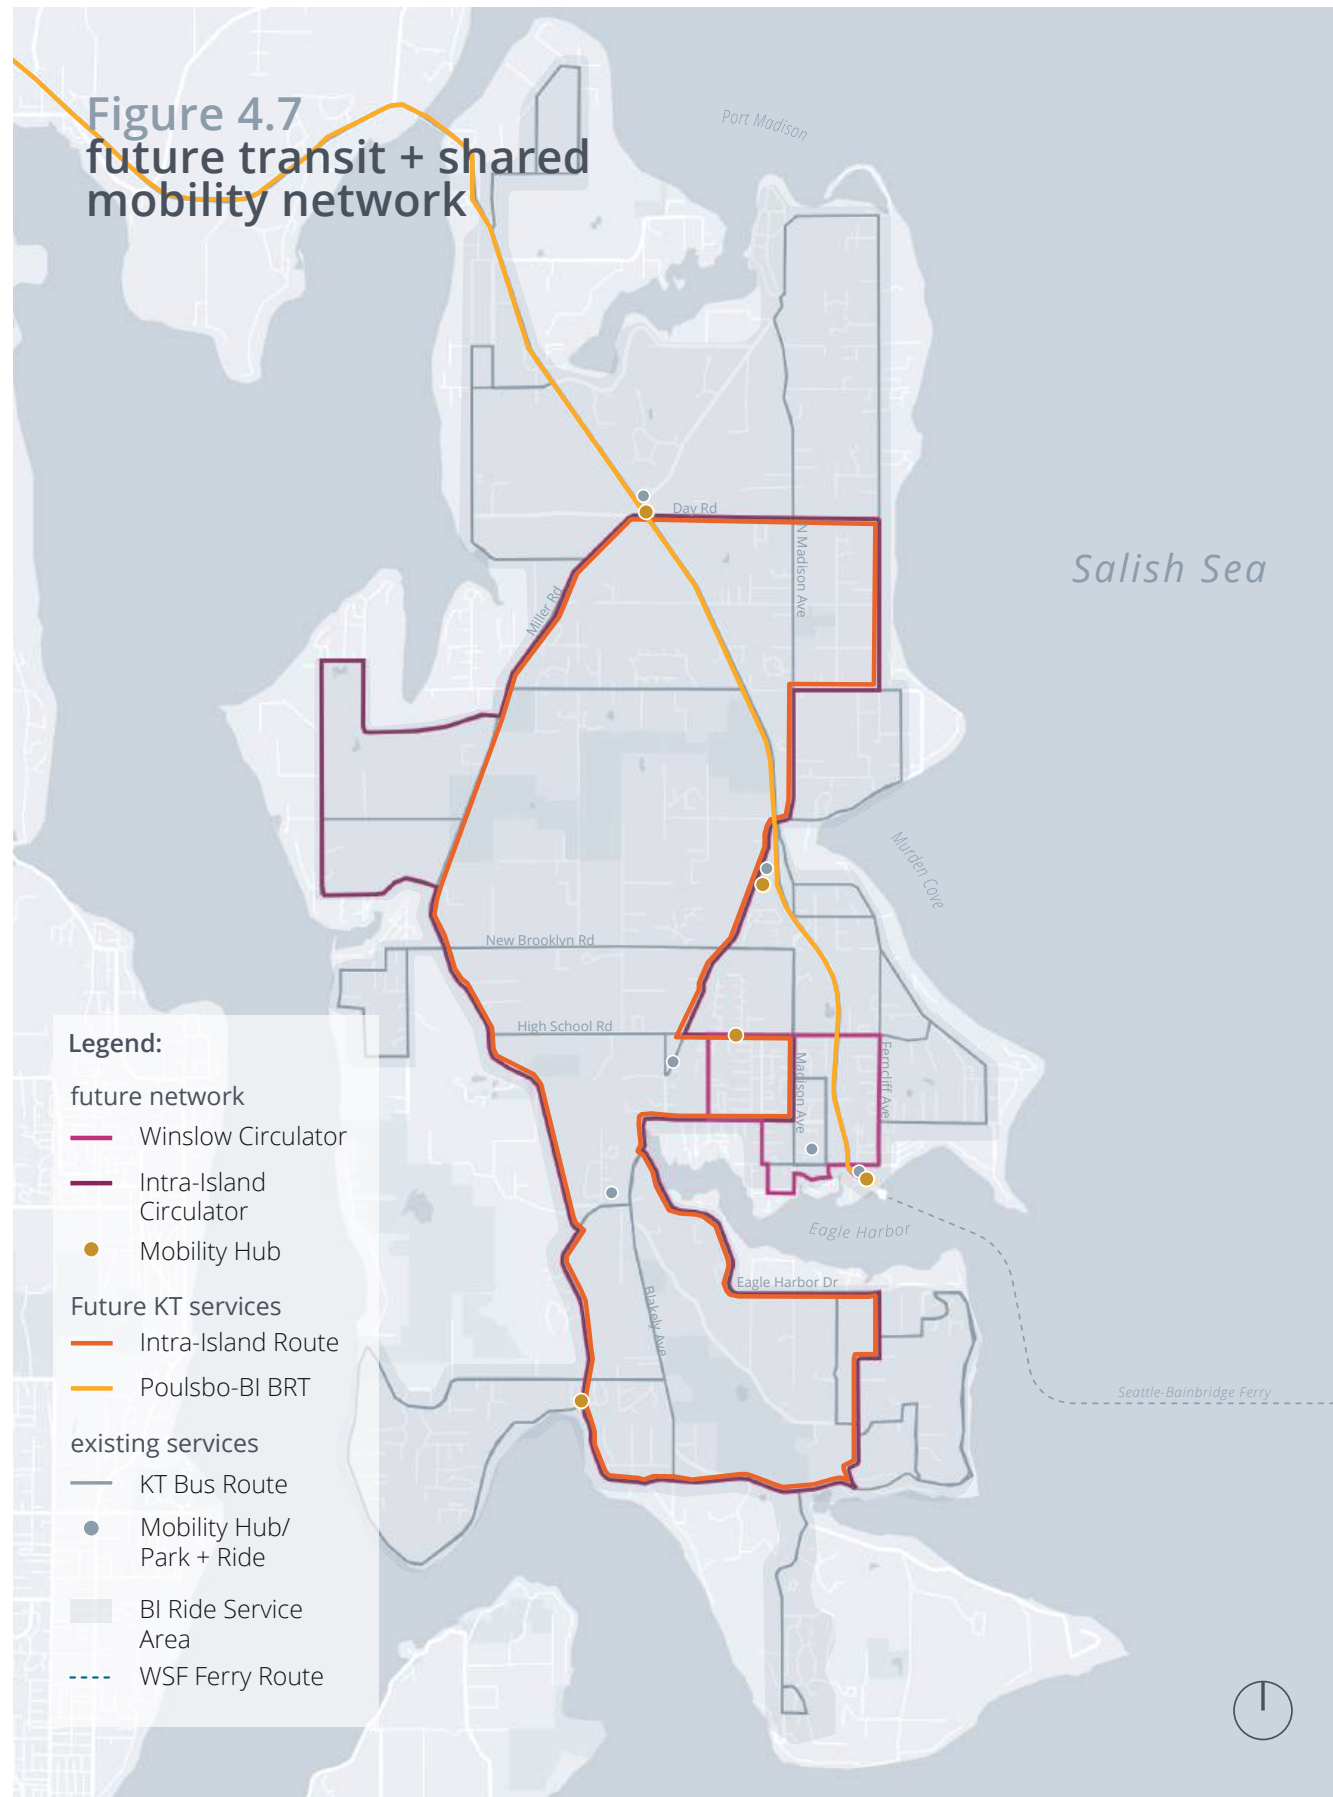 Figure 4.7
future transit + shared
mobility network
Port Madison
Day Rd
N Madison Ave
Salish Sea
Miller Rd
Murden Cove
New Brooklyn Rd
High School Rd
Madison Ave
Ferncliff Ave
Eagle Harbor
Eagle Harbor Dr
Blakely Ave
Seattle-Bainbridge Ferry
Legend:
future network
Winslow Circulator
Intra-Island
Circulator
Mobility Hub
Future KT services
Intra-Island Route
Poulsbo-BI BRT
existing services
KT Bus Route
Mobility Hub/
Park + Ride
BI Ride Service
Area
WSF Ferry Route